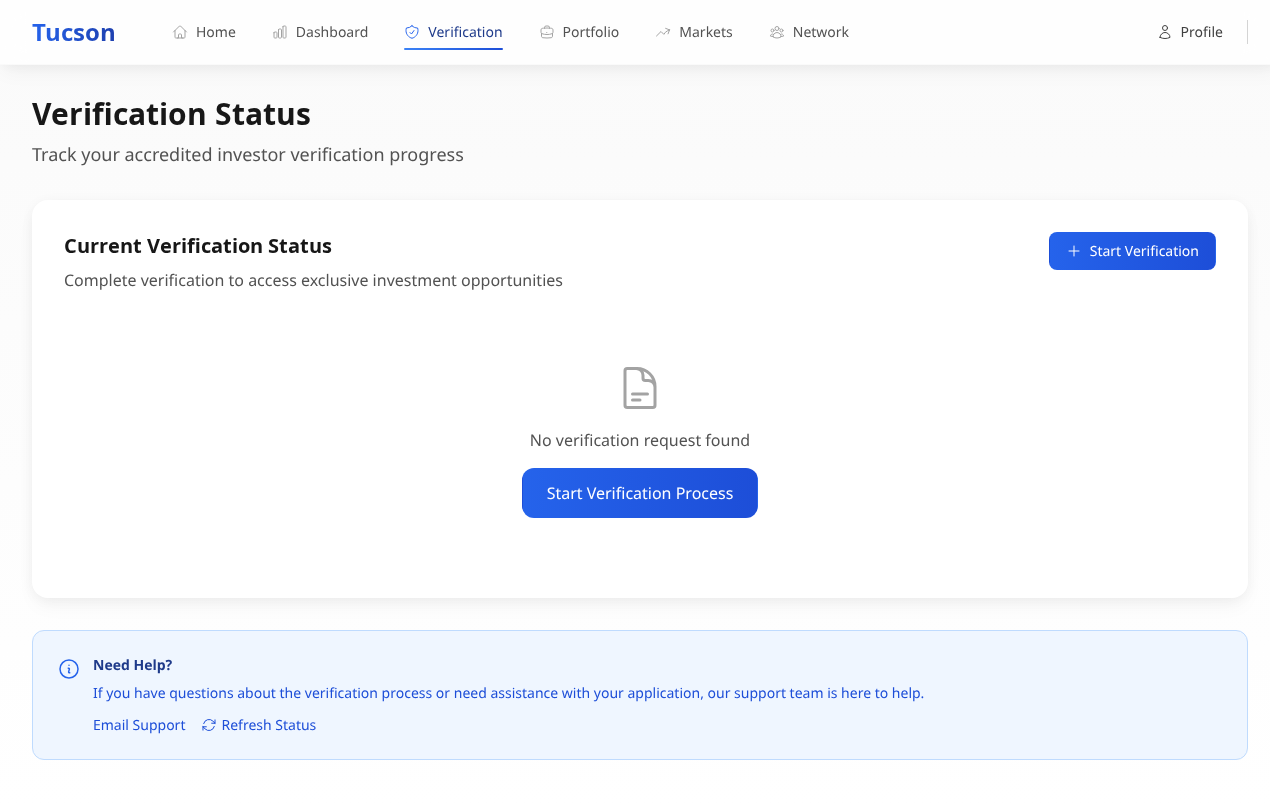 Tucson
Home
Dashboard
Verification
Portfolio
Markets
Network
Profile
Verification Status
Track your accredited investor verification progress
Current Verification Status
Start Verification
Complete verification to access exclusive investment opportunities
No verification request found
Start Verification Process
Need Help?
If you have questions about the verification process or need assistance with your application, our support team is here to help.
Email Support
Refresh Status